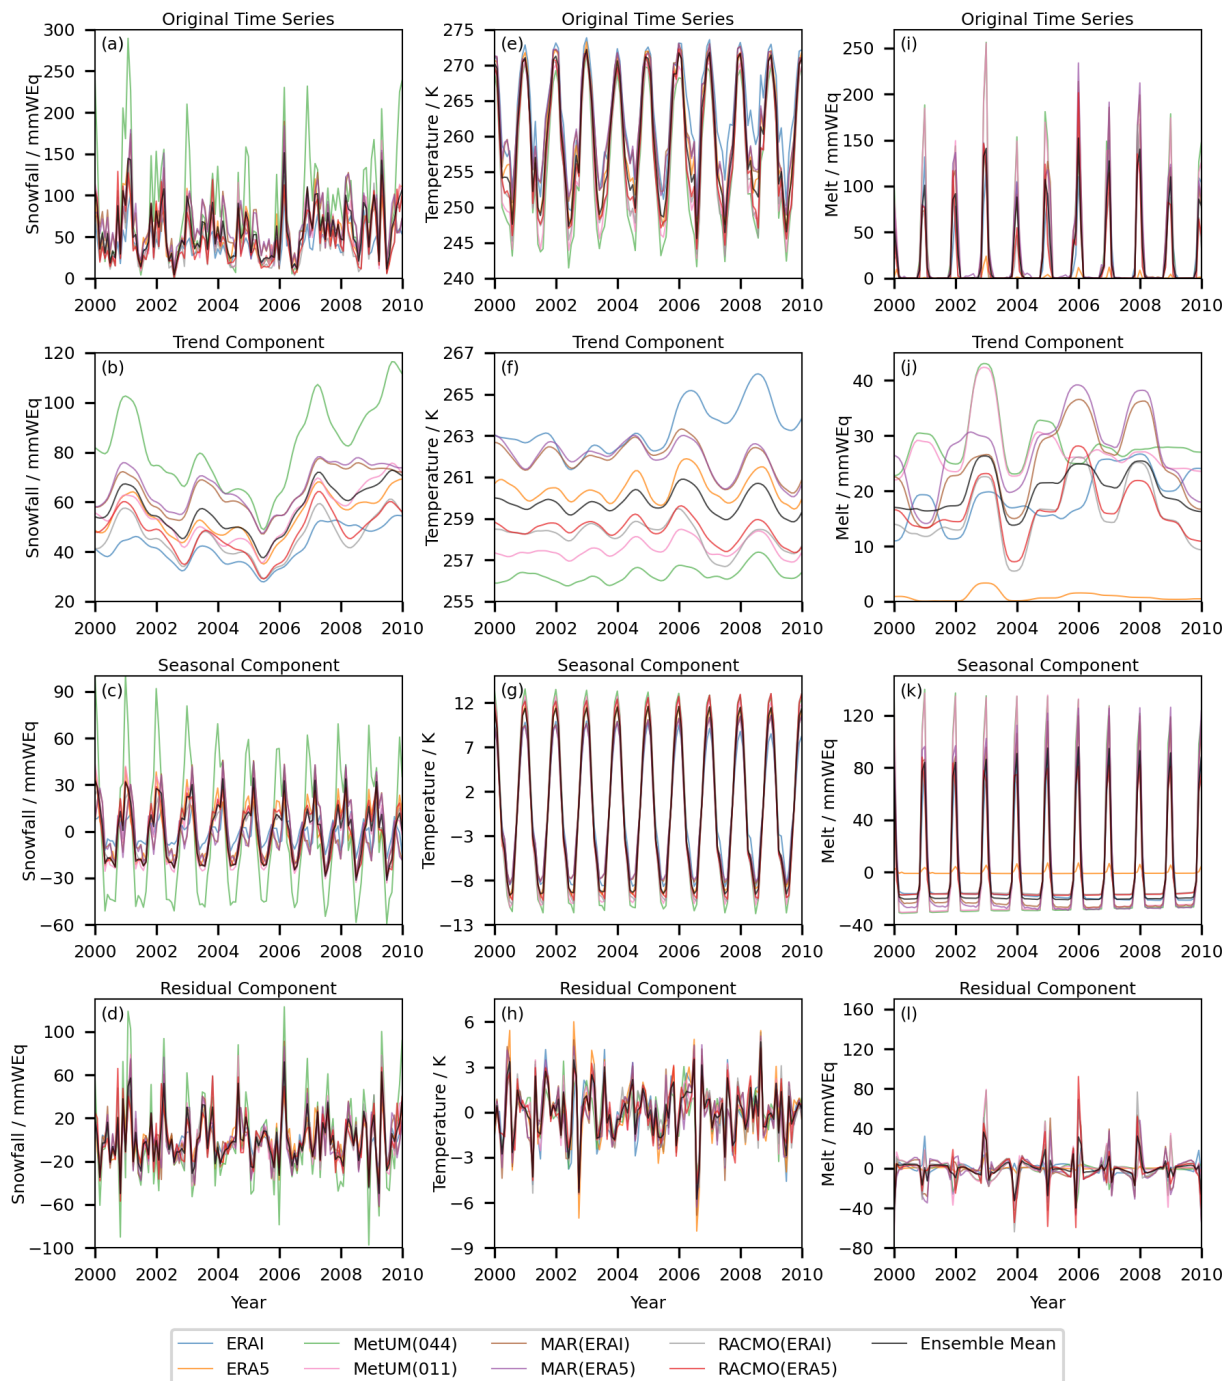 Original Time Series
(a)
Snowfall / mmWEq
300
250
200
150
100
50
0
2000 2002 2004 2006 2008 2010
Original Time Series
(e)
Temperature / K
275
270
265
260
255
250
245
240
2000 2002 2004 2006 2008 2010
Original Time Series
(i)
Melt / mmWEq
250
200
150
100
50
0
2000 2002 2004 2006 2008 2010
Trend Component
(b)
Snowfall / mmWEq
120
100
80
60
40
20
2000 2002 2004 2006 2008 2010
Trend Component
(f)
Temperature / K
267
265
263
261
259
257
255
2000 2002 2004 2006 2008 2010
Trend Component
(j)
Melt / mmWEq
40
30
20
10
0
2000 2002 2004 2006 2008 2010
Seasonal Component
(c)
Snowfall / mmWEq
90
60
30
0
−30
−60
2000 2002 2004 2006 2008 2010
Seasonal Component
(g)
Temperature / K
12
7
2
−3
−8
−13
2000 2002 2004 2006 2008 2010
Seasonal Component
(k)
Melt / mmWEq
120
80
40
0
−40
2000 2002 2004 2006 2008 2010
Residual Component
(d)
Snowfall / mmWEq
100
60
20
−20
−60
−100
2000 2002 2004 2006 2008 2010
Year
Residual Component
(h)
Temperature / K
6
3
0
−3
−6
−9
2000 2002 2004 2006 2008 2010
Year
Residual Component
(l)
Melt / mmWEq
160
120
80
40
0
−40
−80
2000 2002 2004 2006 2008 2010
Year
ERAI MetUM(044) MAR(ERAI) RACMO(ERAI) Ensemble Mean
ERA5 MetUM(011) MAR(ERA5) RACMO(ERA5)